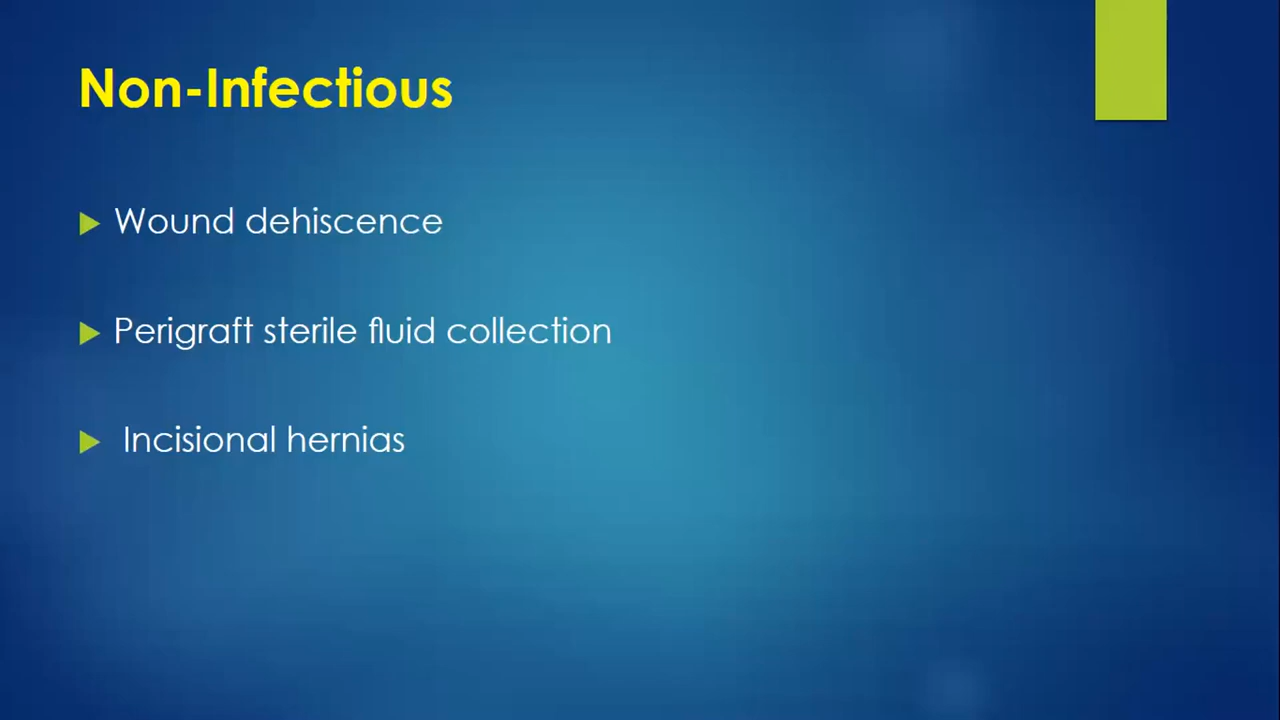 Non-Infectious
Wound dehiscence
Perigraft sterile fluid collection
Incisional hernias